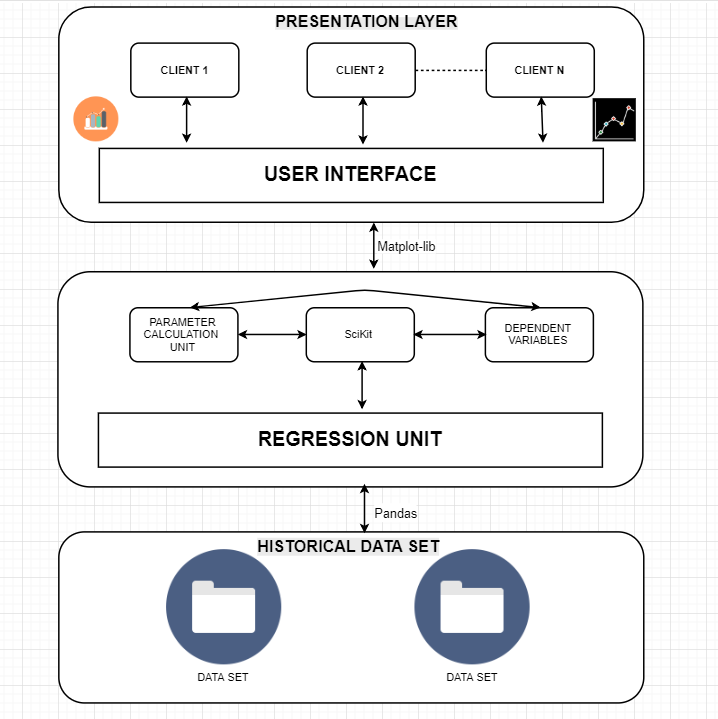 PRESENTATION LAYER
CLIENT 1
CLIENT 2
CLIENT N
USER INTERFACE
Matplot-lib
PARAMETER
CALCULATION
UNIT
SciKit
DEPENDENT
VARIABLES
REGRESSION UNIT
Pandas
HISTORICAL DATA SET
DATA SET
DATA SET